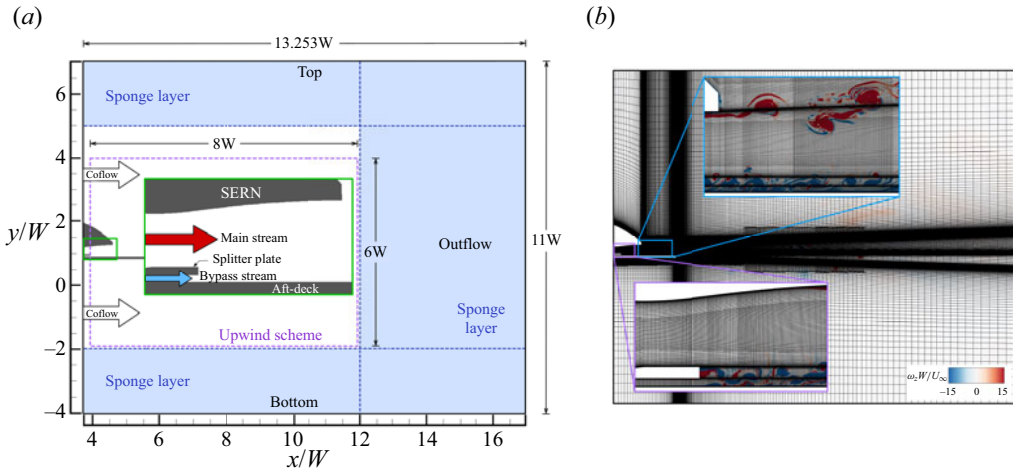 (a)
13.253W
Top
Sponge layer
8W
Coflow
SERN
Main stream
Splitter plate
Bypass stream
Aft-deck
6W
Outflow
11W
Coflow
Upwind scheme
Sponge
layer
Sponge layer
Bottom
y/W
6
4
2
0
−2
−4
4 6 8 10 12 14 16
x/W
(b)
ω_z W/U_∞
−15 15